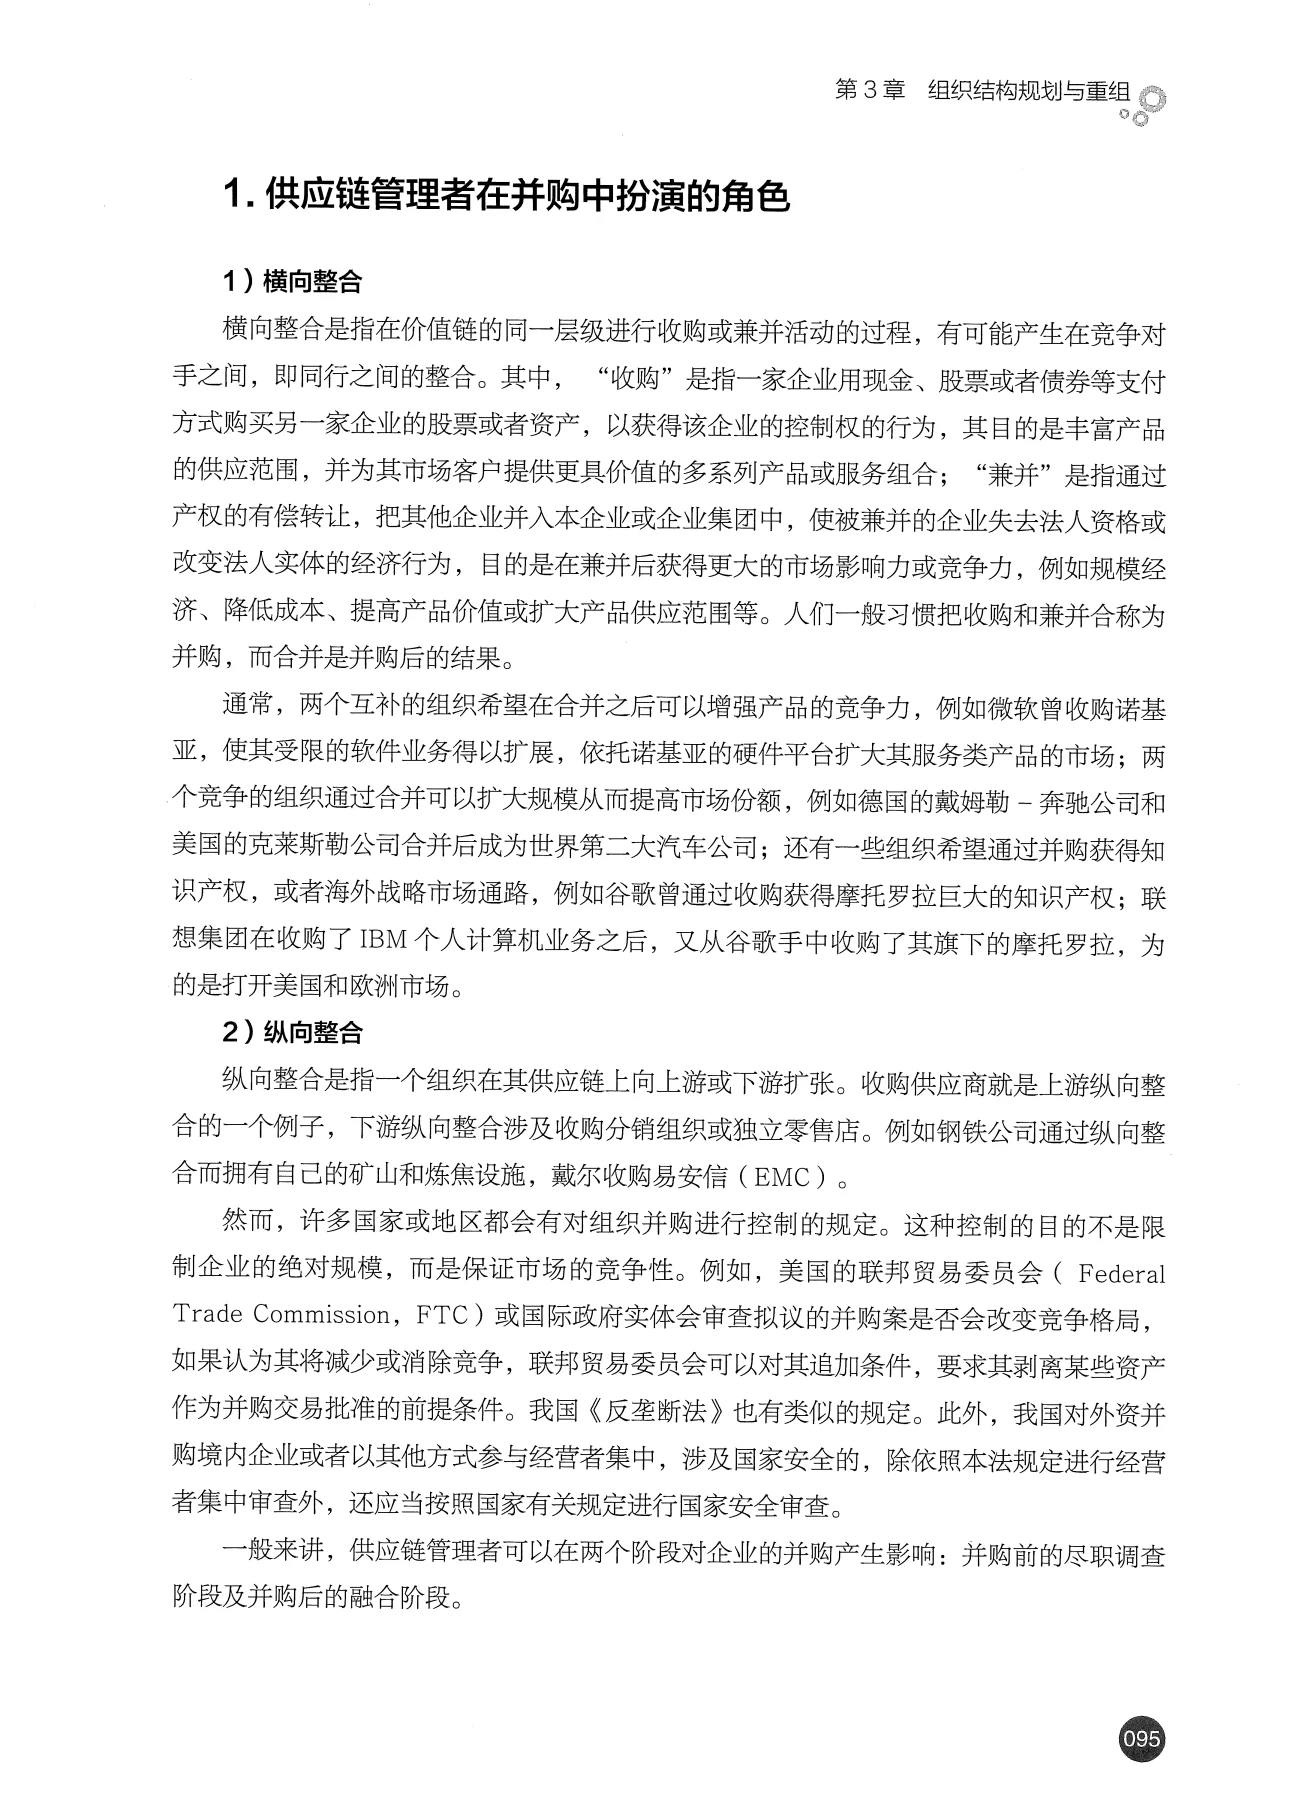 第 3 章　组织结构规划与重组
1. 供应链管理者在并购中扮演的角色
1）横向整合
横向整合是指在价值链的同一层级进行收购或兼并活动的过程，有可能产生在竞争对
手之间，即同行之间的整合。其中，“收购”是指一家企业用现金、股票或者债券等支付
方式购买另一家企业的股票或者资产，以获得该企业的控制权的行为，其目的是丰富产品
的供应范围，并为其市场客户提供更具价值的多系列产品或服务组合；“兼并”是指通过
产权的有偿转让，把其他企业并入本企业或企业集团中，使被兼并的企业失去法人资格或
改变法人实体的经济行为，目的是在兼并后获得更大的市场影响力或竞争力，例如规模经
济、降低成本、提高产品价值或扩大产品供应范围等。人们一般习惯把收购和兼并合称为
并购，而合并是并购后的结果。
通常，两个互补的组织希望在合并之后可以增强产品的竞争力，例如微软曾收购诺基
亚，使其受限的软件业务得以扩展，依托诺基亚的硬件平台扩大其服务类产品的市场；两
个竞争的组织通过合并可以扩大规模从而提高市场份额，例如德国的戴姆勒 – 奔驰公司和
美国的克莱斯勒公司合并后成为世界第二大汽车公司；还有一些组织希望通过并购获得知
识产权，或者海外战略市场通路，例如谷歌曾通过收购获得摩托罗拉巨大的知识产权；联
想集团在收购了 IBM 个人计算机业务之后，又从谷歌手中收购了其旗下的摩托罗拉，为
的是打开美国和欧洲市场。
2）纵向整合
纵向整合是指一个组织在其供应链上向上游或下游扩张。收购供应商就是上游纵向整
合的一个例子，下游纵向整合涉及收购分销组织或独立零售店。例如钢铁公司通过纵向整
合而拥有自己的矿山和炼焦设施，戴尔收购易安信（EMC）。
然而，许多国家或地区都会有对组织并购进行控制的规定。这种控制的目的不是限
制企业的绝对规模，而是保证市场的竞争性。例如，美国的联邦贸易委员会（ Federal
Trade Commission，FTC）或国际政府实体会审查拟议的并购案是否会改变竞争格局，
如果认为其将减少或消除竞争，联邦贸易委员会可以对其追加条件，要求其剥离某些资产
作为并购交易批准的前提条件。我国《反垄断法》也有类似的规定。此外，我国对外资并
购境内企业或者以其他方式参与经营者集中，涉及国家安全的，除依照本法规定进行经营
者集中审查外，还应当按照国家有关规定进行国家安全审查。
一般来讲，供应链管理者可以在两个阶段对企业的并购产生影响：并购前的尽职调查
阶段及并购后的融合阶段。
095